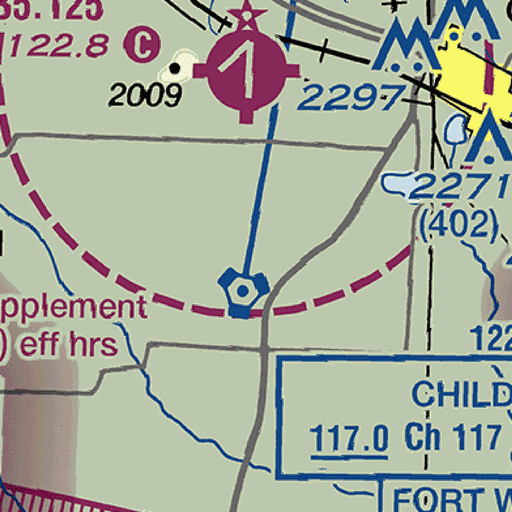 35.125
122.8 C
2009
2297
2271
(402)
pplement
) eff hrs
122
CHILD
117.0 Ch 117
FORT W